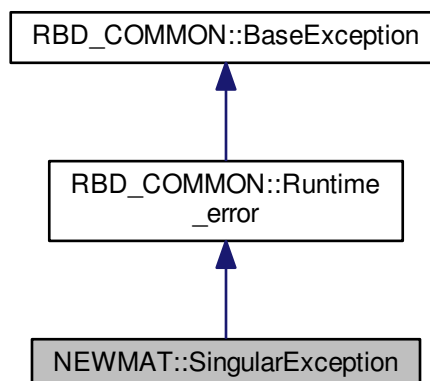 RBD_COMMON::BaseException
RBD_COMMON::Runtime
_error
NEWMAT::SingularException